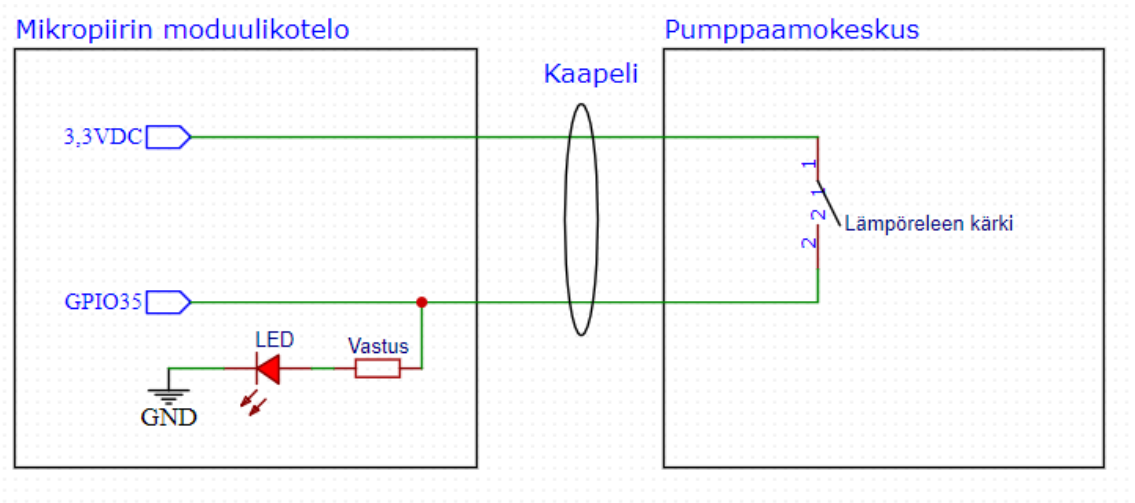 Mikropiirin moduulikotelo
Pumppaamokeskus
Kaapeli
3,3VDC
1
1
2
Lämpöreleen kärki
2
GPIO35
LED
Vastus
GND